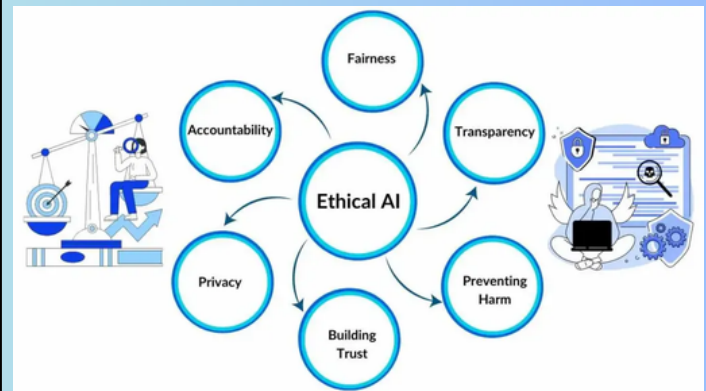 Fairness
Accountability
Transparency
Ethical AI
Privacy
Preventing
Harm
Building
Trust